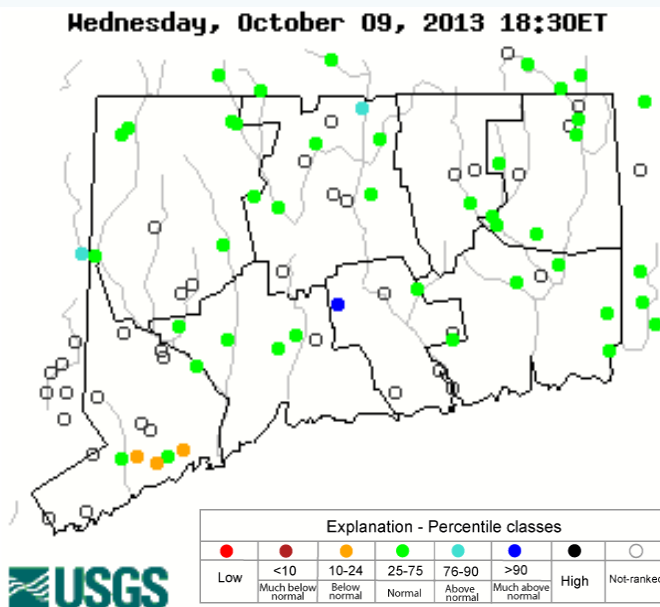 Wednesday, October 09, 2013 18:30ET
Explanation - Percentile classes
Low
<10
10-24
25-75
76-90
>90
High
Not-ranked
Much below normal
Below normal
Normal
Above normal
Much above normal
USGS